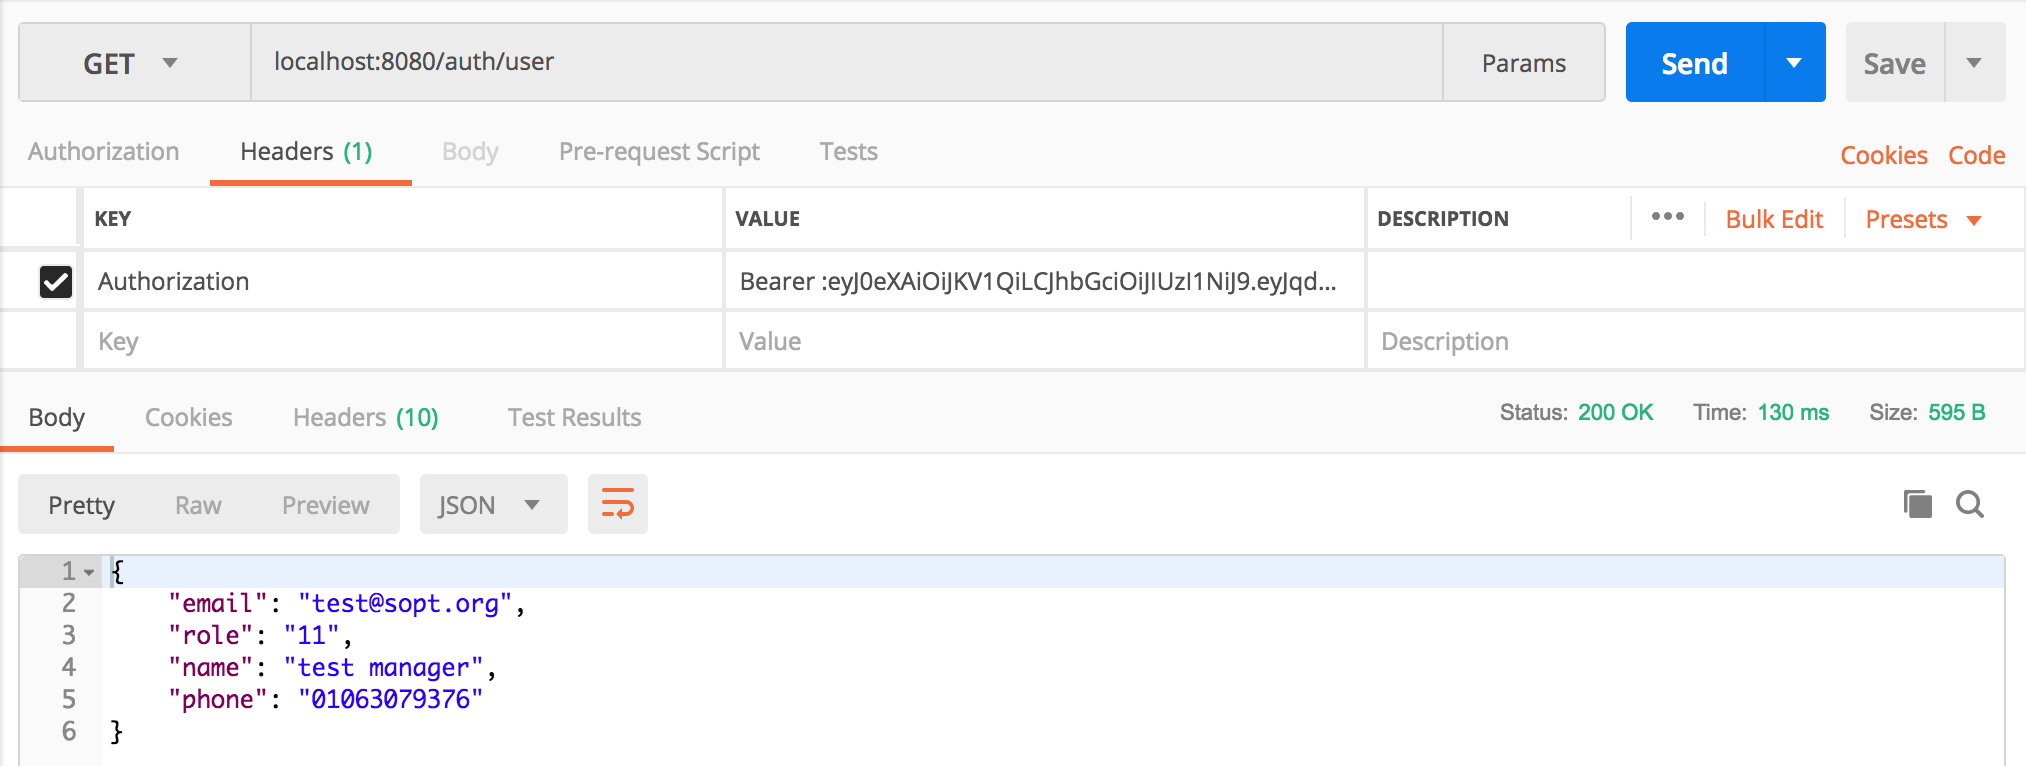 GET localhost:8080/auth/user Params Send Save
Authorization Headers (1) Body Pre-request Script Tests Cookies Code
KEY VALUE DESCRIPTION ••• Bulk Edit Presets
Authorization Bearer :eyJ0eXAiOiJKV1QiLCJhbGciOiJIUzI1NiJ9.eyJqd...
Key Value Description
Body Cookies Headers (10) Test Results Status: 200 OK Time: 130 ms Size: 595 B
Pretty Raw Preview JSON
1 {
2 "email": "test@sopt.org",
3 "role": "11",
4 "name": "test manager",
5 "phone": "01063079376"
6 }